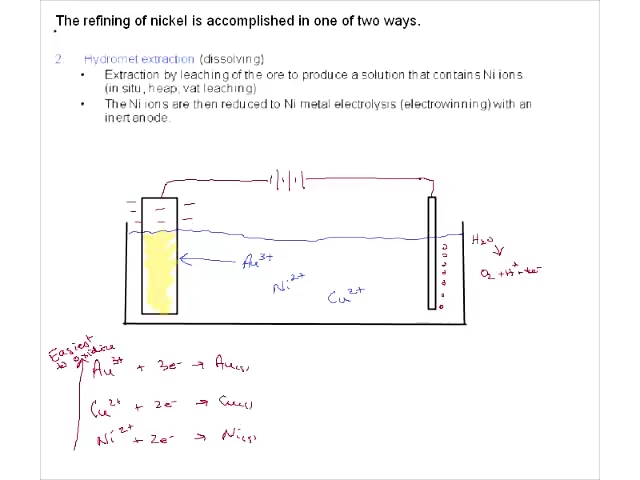 The refining of nickel is accomplished in one of two ways.
2. Hydromet extraction (dissolving)
• Extraction by leaching of the ore to produce a solution that contains Ni ions.
(in situ, heap, vat leaching)
• The Ni ions are then reduced to Ni metal electrolysis (electrowinning) with an
inert anode.
H₂O
Au³⁺
O₂ + H⁺ + 4e⁻
Ni²⁺
Cu²⁺
Easiest
to oxidize
Au³⁺ + 3e⁻ → Au(s)
Cu²⁺ + 2e⁻ → Cu(s)
Ni²⁺ + 2e⁻ → Ni(s)